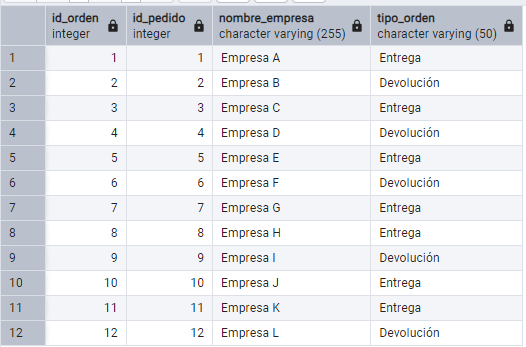 id_orden id_pedido nombre_empresa tipo_orden
integer integer character varying (255) character varying (50)
1 1 1 Empresa A Entrega
2 2 2 Empresa B Devolución
3 3 3 Empresa C Entrega
4 4 4 Empresa D Devolución
5 5 5 Empresa E Entrega
6 6 6 Empresa F Devolución
7 7 7 Empresa G Entrega
8 8 8 Empresa H Entrega
9 9 9 Empresa I Devolución
10 10 10 Empresa J Entrega
11 11 11 Empresa K Entrega
12 12 12 Empresa L Devolución